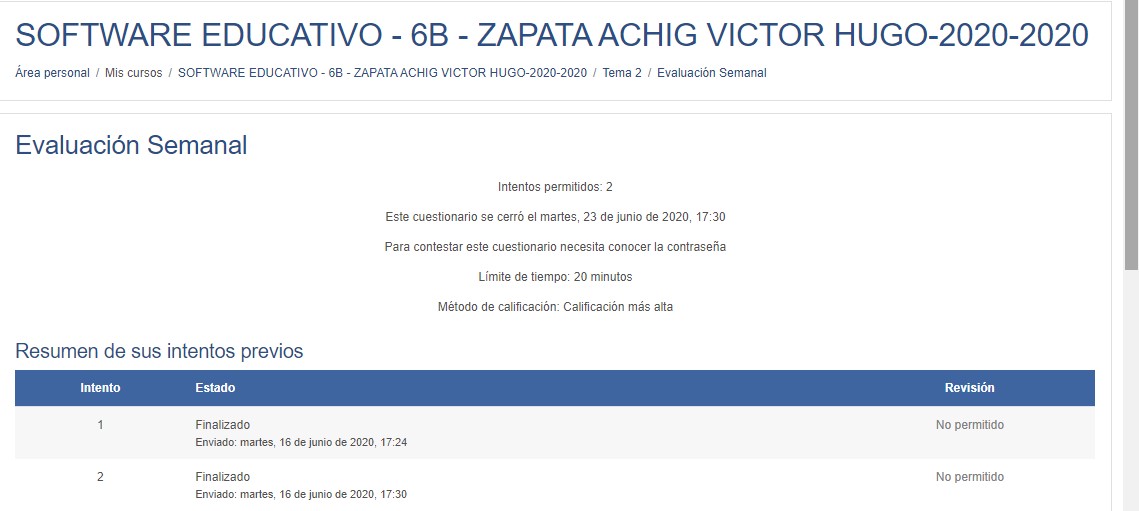 SOFTWARE EDUCATIVO - 6B - ZAPATA ACHIG VICTOR HUGO-2020-2020
Área personal / Mis cursos / SOFTWARE EDUCATIVO - 6B - ZAPATA ACHIG VICTOR HUGO-2020-2020 / Tema 2 / Evaluación Semanal
Evaluación Semanal
Intentos permitidos: 2
Este cuestionario se cerró el martes, 23 de junio de 2020, 17:30
Para contestar este cuestionario necesita conocer la contraseña
Límite de tiempo: 20 minutos
Método de calificación: Calificación más alta
Resumen de sus intentos previos
Intento Estado Revisión
1 Finalizado No permitido
Enviado: martes, 16 de junio de 2020, 17:24
2 Finalizado No permitido
Enviado: martes, 16 de junio de 2020, 17:30